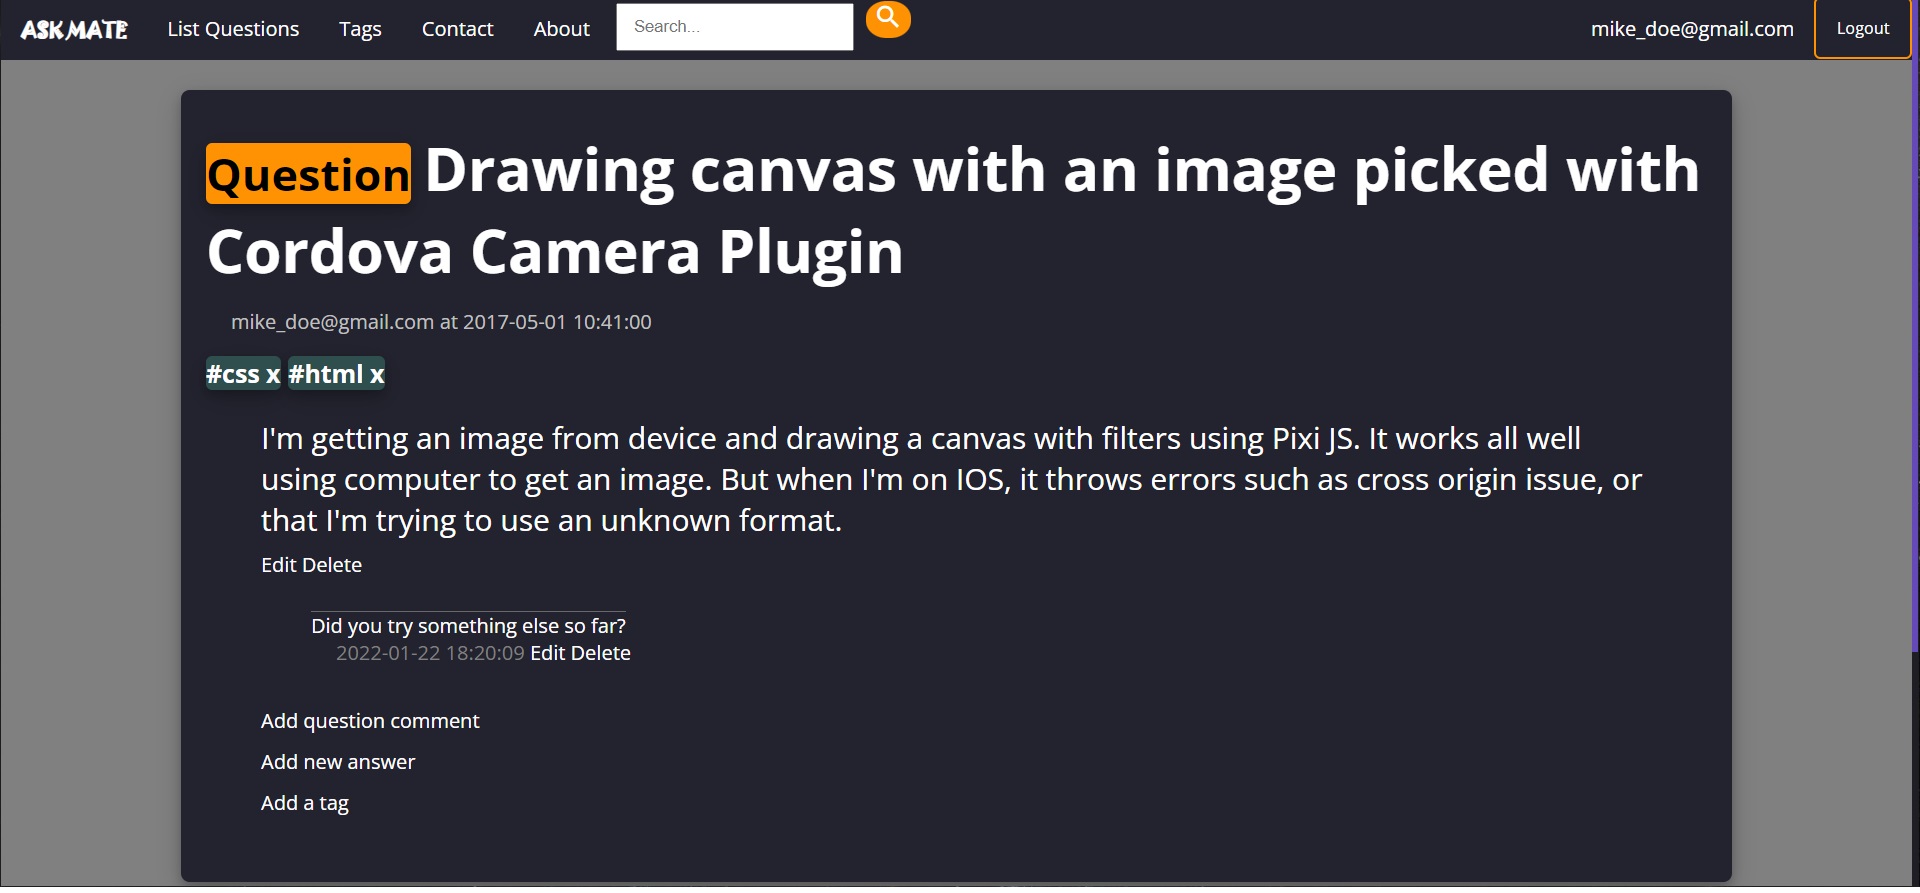 ASK MATE List Questions Tags Contact About Search... mike_doe@gmail.com Logout
Question Drawing canvas with an image picked with
Cordova Camera Plugin
mike_doe@gmail.com at 2017-05-01 10:41:00
#css x #html x
I'm getting an image from device and drawing a canvas with filters using Pixi JS. It works all well
using computer to get an image. But when I'm on IOS, it throws errors such as cross origin issue, or
that I'm trying to use an unknown format.
Edit Delete
Did you try something else so far?
2022-01-22 18:20:09 Edit Delete
Add question comment
Add new answer
Add a tag